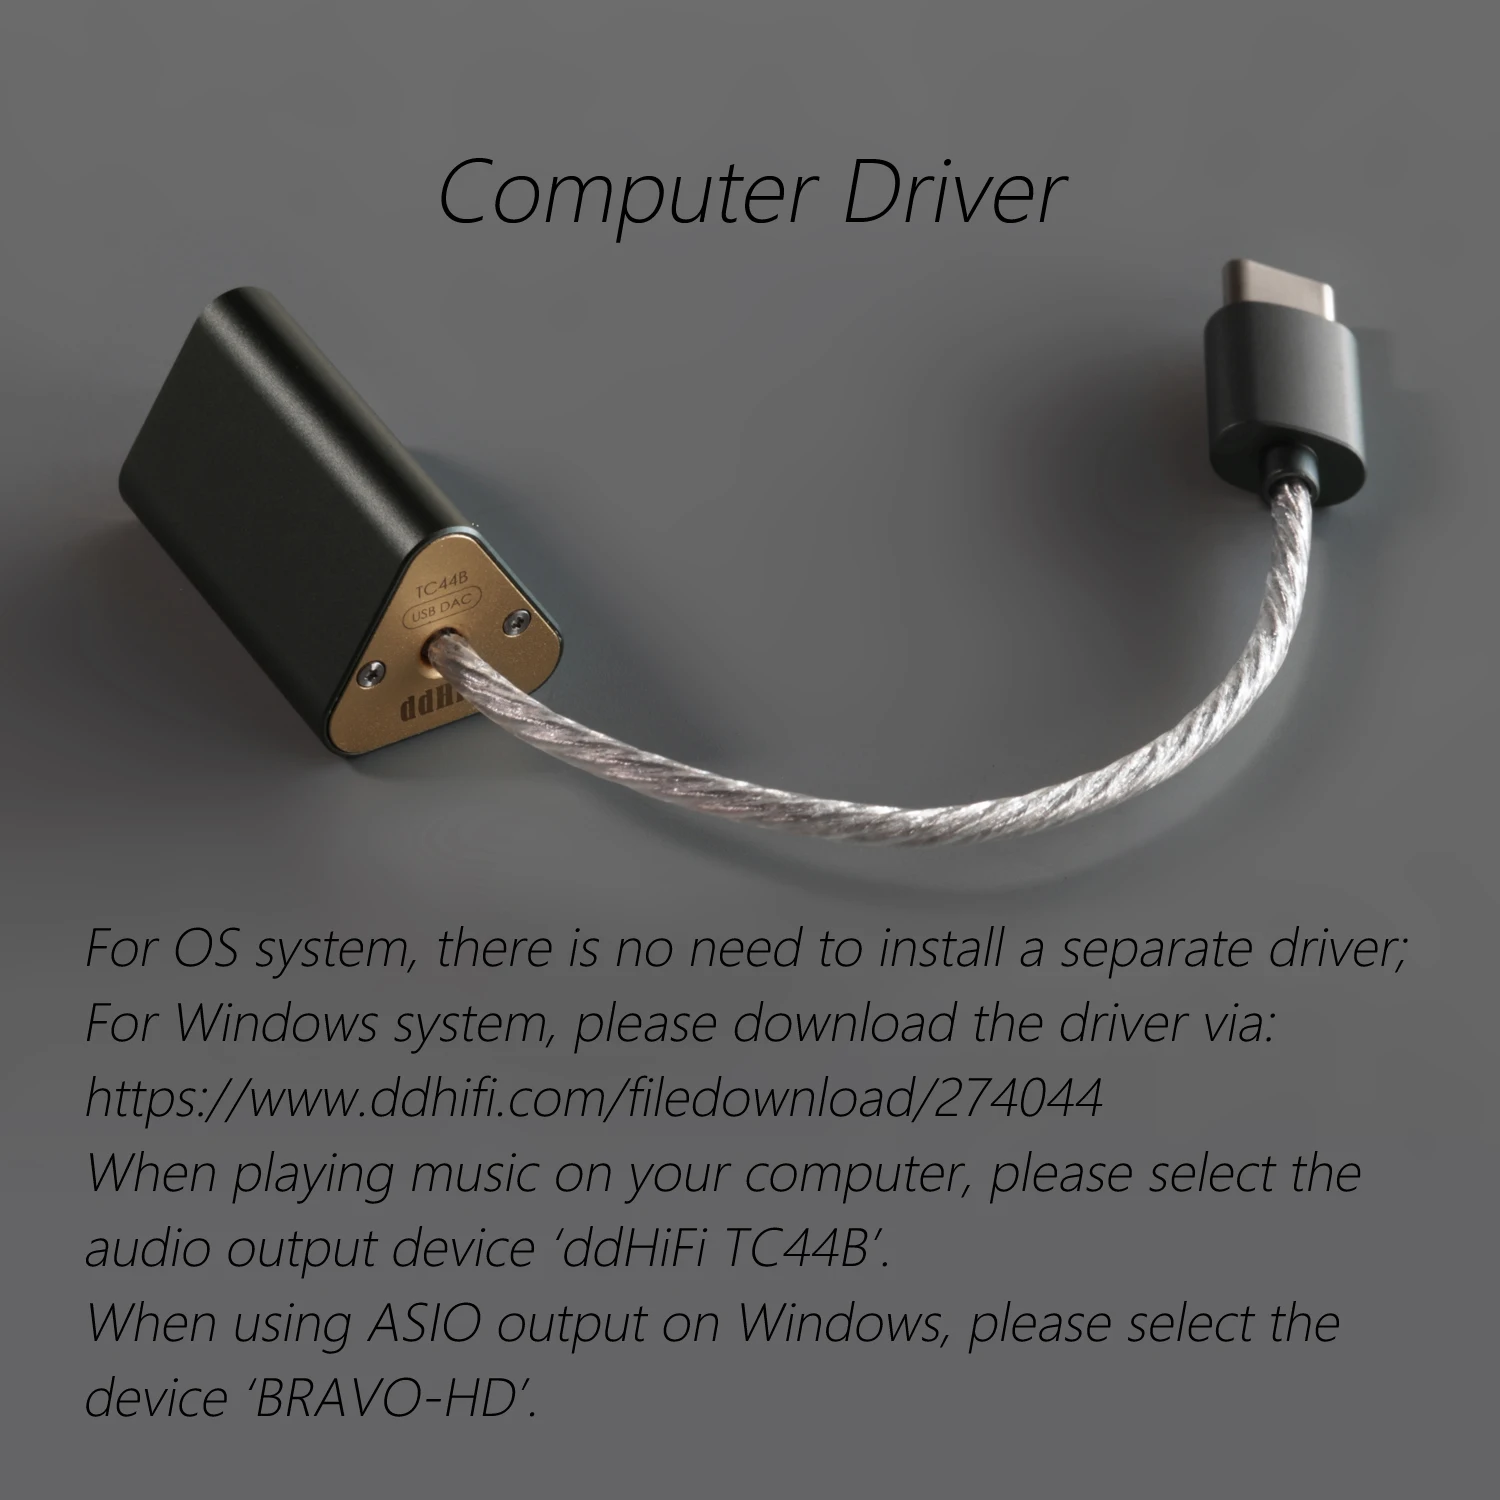 Computer Driver
TC44B
USB DAC
For OS system, there is no need to install a separate driver;
For Windows system, please download the driver via:
https://www.ddhifi.com/filedownload/274044
When playing music on your computer, please select the
audio output device ‘ddHiFi TC44B’.
When using ASIO output on Windows, please select the
device ‘BRAVO-HD’.